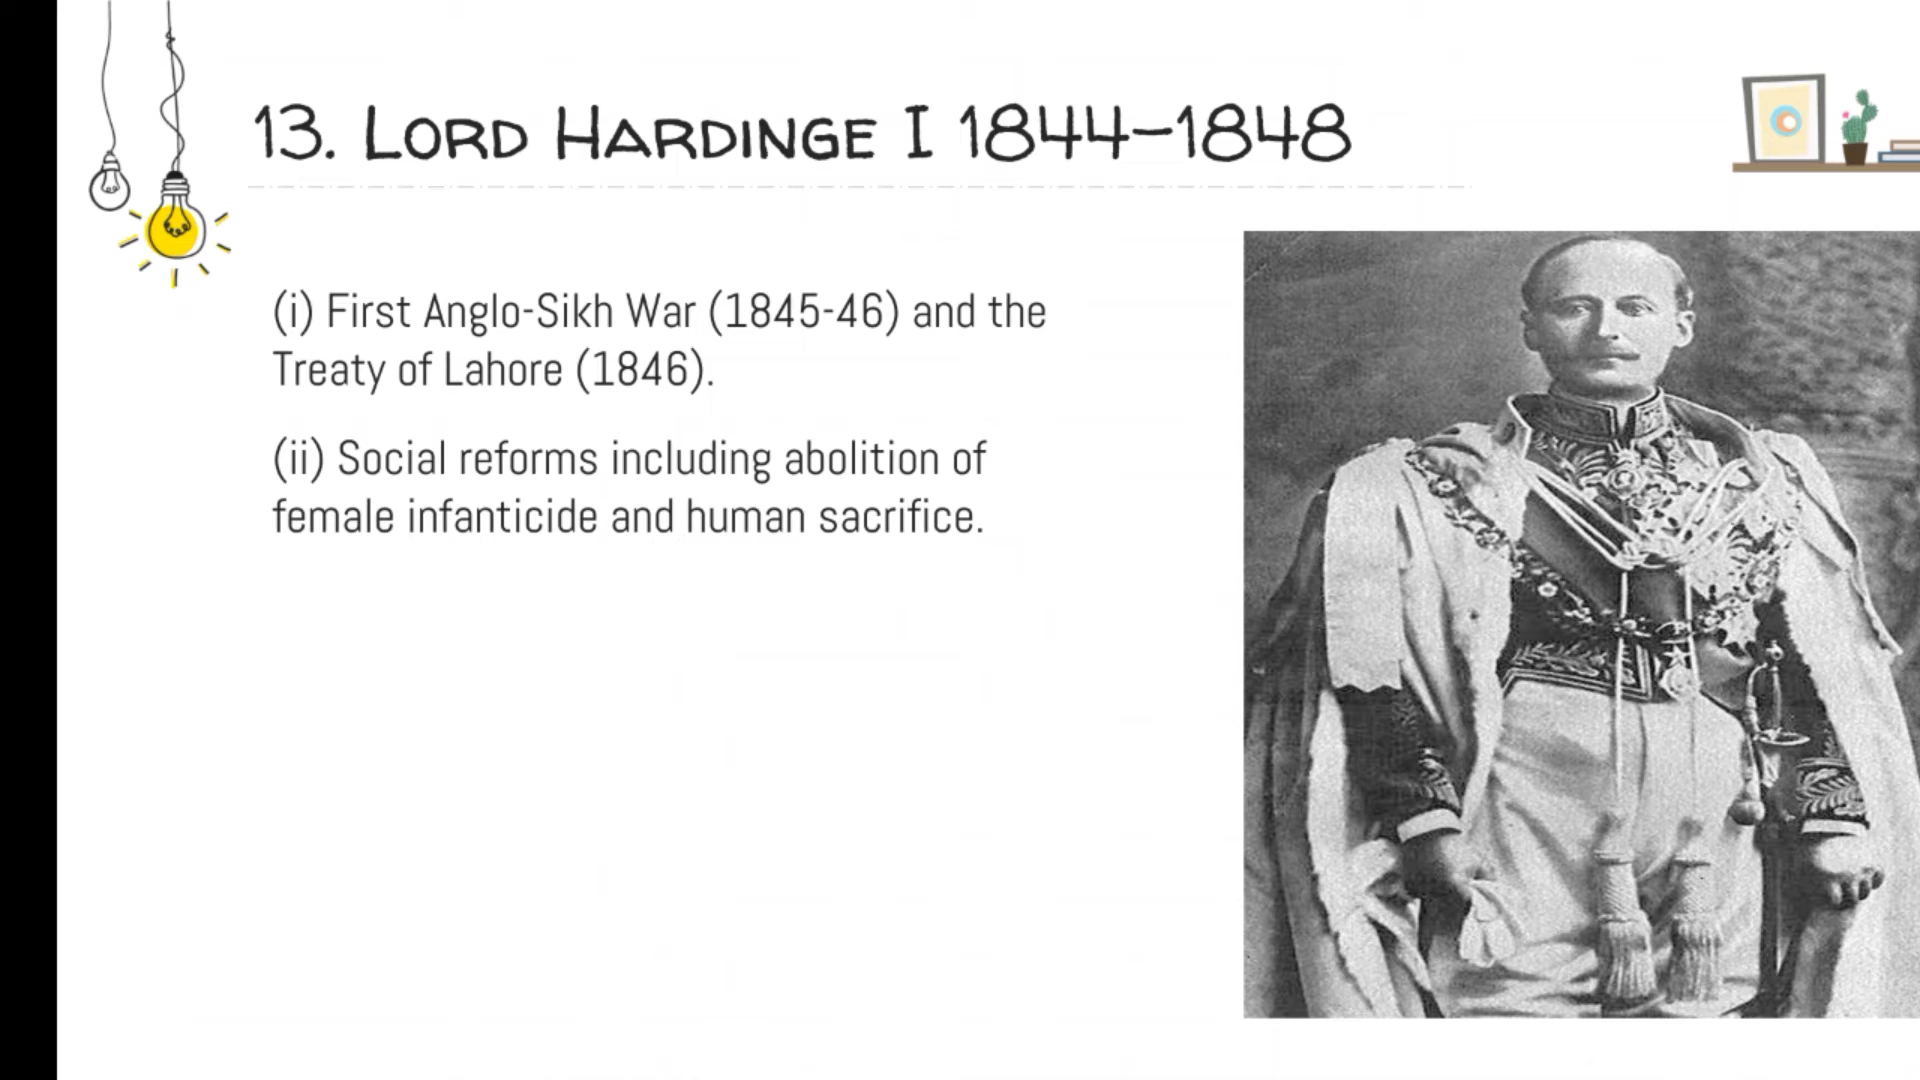 13. Lord Hardinge I 1844–1848
(i) First Anglo-Sikh War (1845-46) and the
Treaty of Lahore (1846).
(ii) Social reforms including abolition of
female infanticide and human sacrifice.